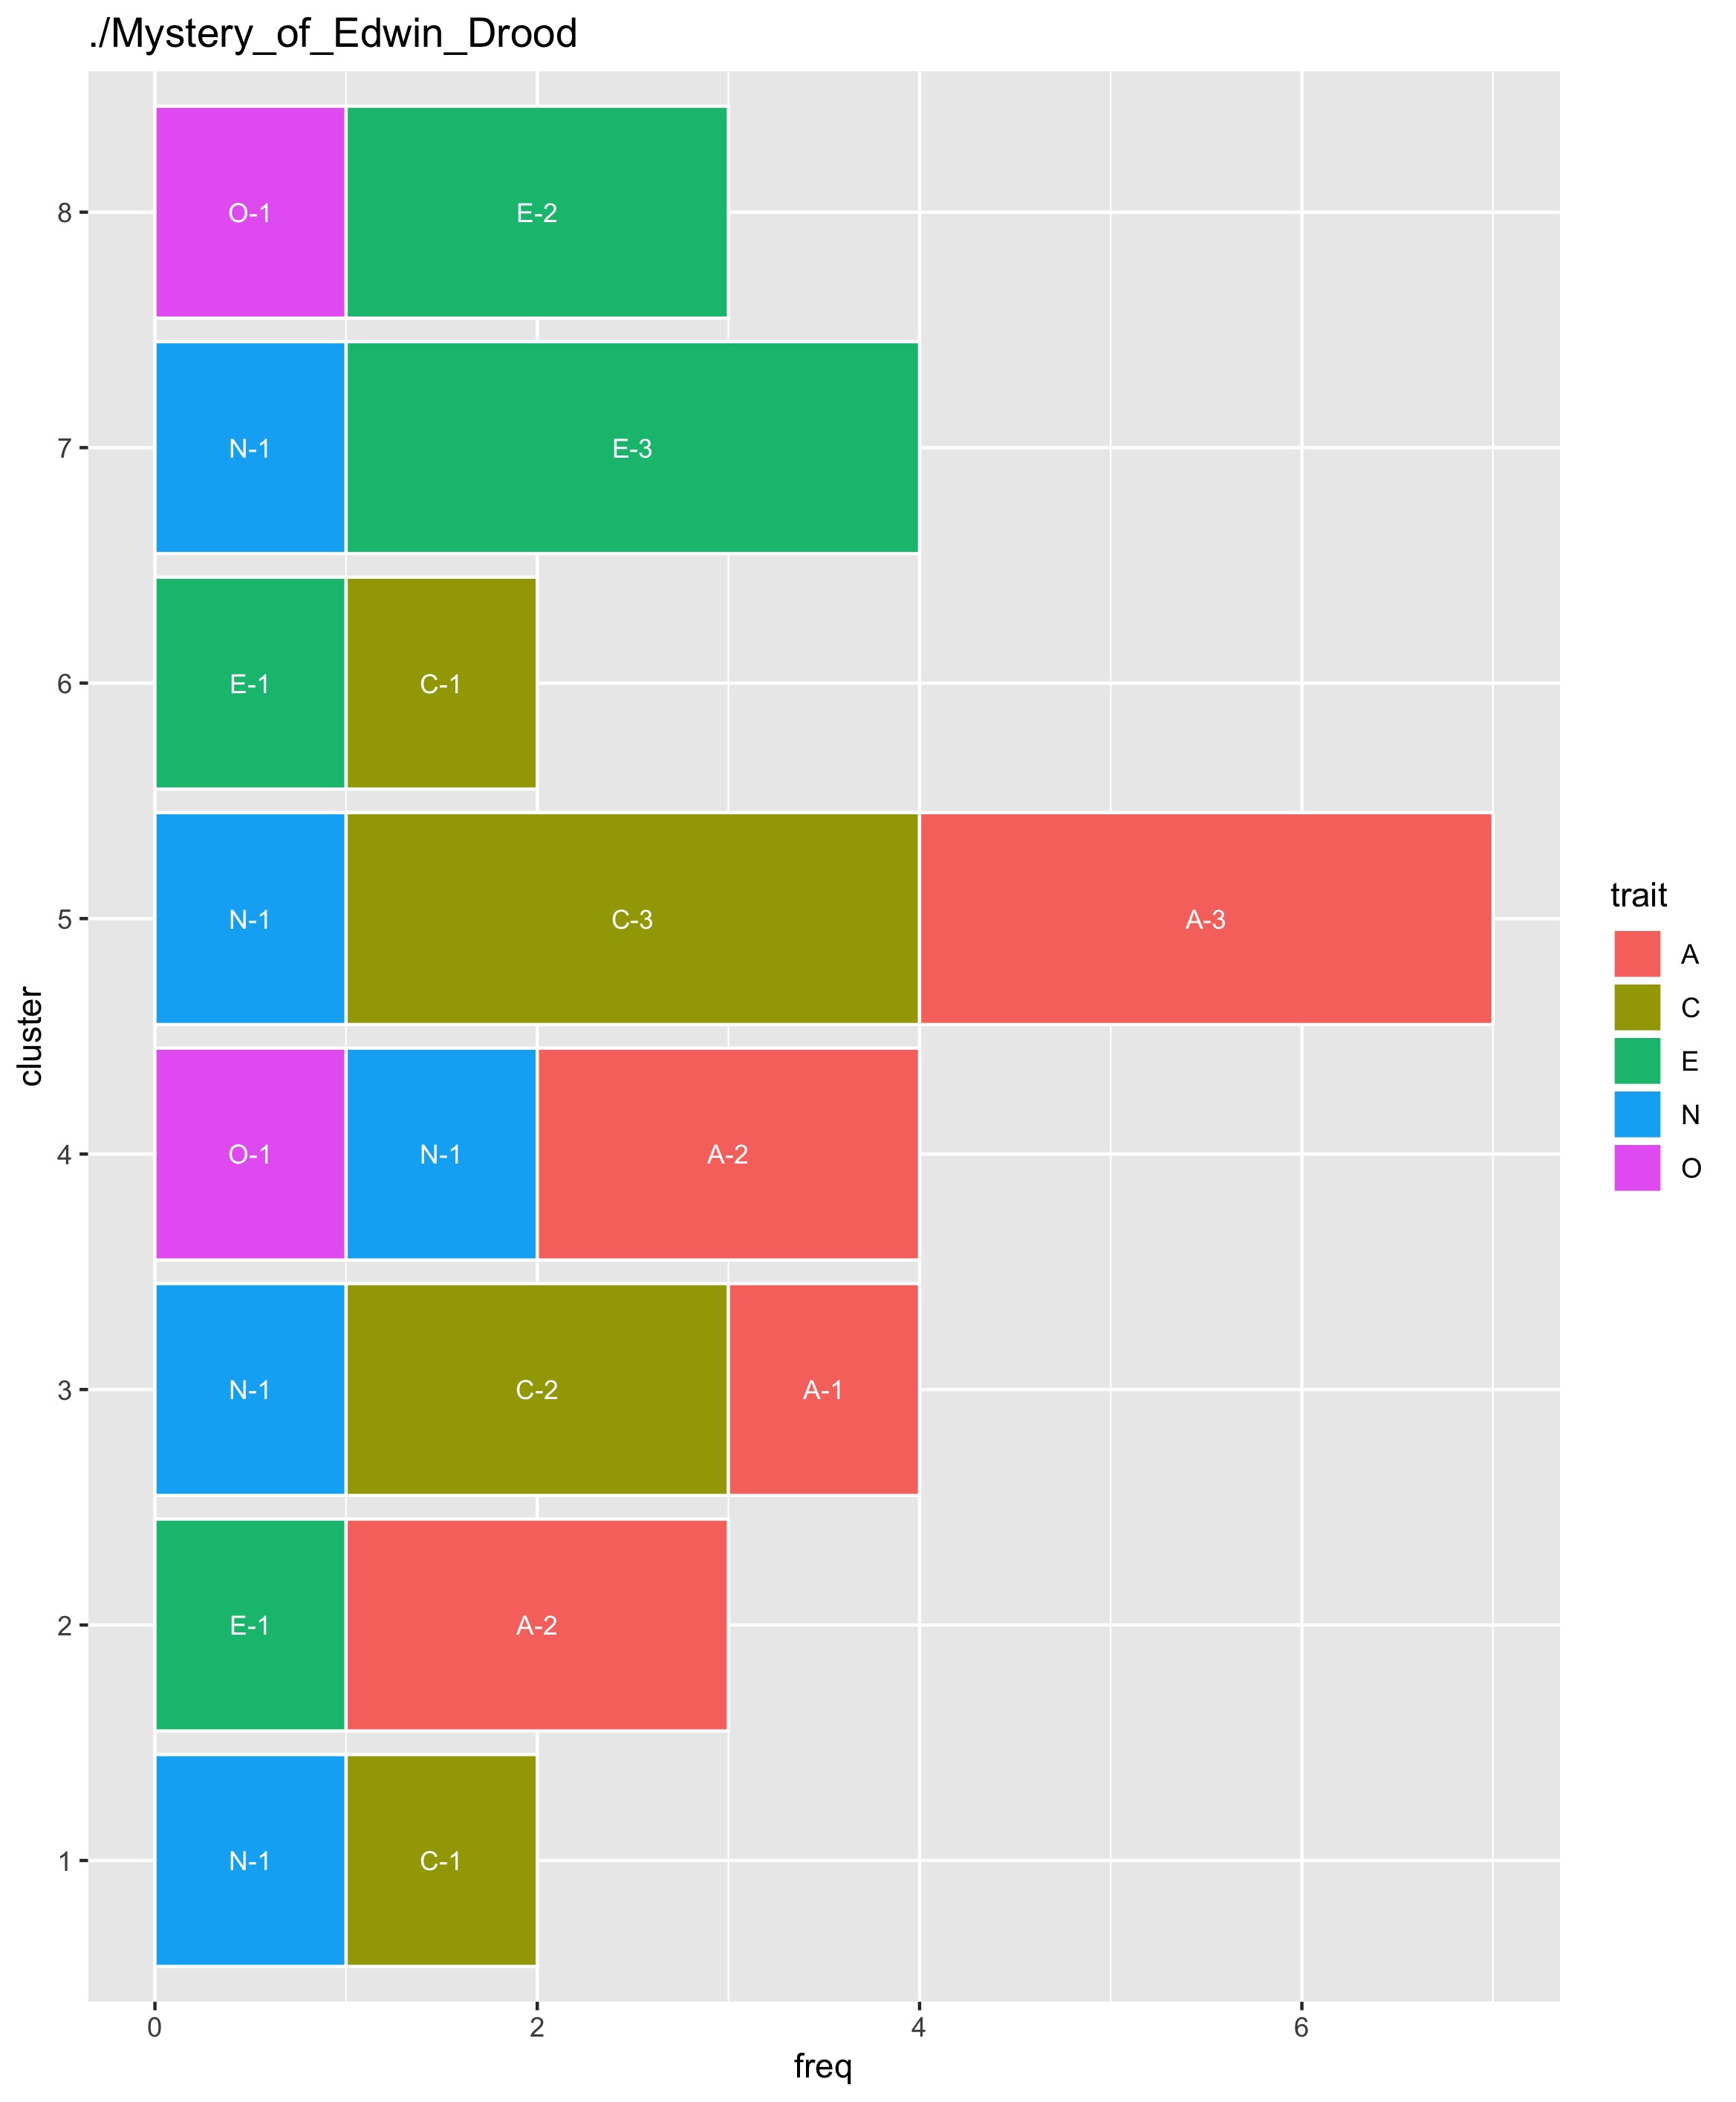 ./Mystery_of_Edwin_Drood
8
O-1 E-2
7
N-1 E-3
6
E-1 C-1
5
N-1 C-3 A-3
4
O-1 N-1 A-2
3
N-1 C-2 A-1
2
E-1 A-2
1
N-1 C-1
cluster
0 2 4 6
freq
trait
A
C
E
N
O